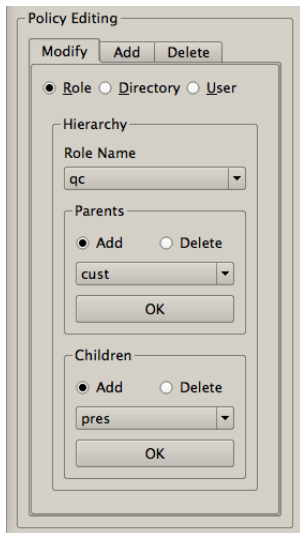 Policy Editing
Modify Add Delete
Role Directory User
Hierarchy
Role Name
qc
Parents
Add Delete
cust
OK
Children
Add Delete
pres
OK